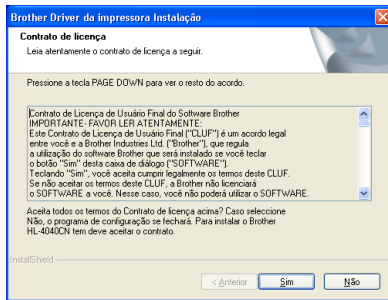 Brother Driver da impressora Instalação
Contrato de licença
Leia atentamente o contrato de licença a seguir.
Pressione a tecla PAGE DOWN para ver o resto do acordo.
Contrato de Licença de Usuário Final do Software Brother
IMPORTANTE- FAVOR LER ATENTAMENTE:
Este Contrato de Licença de Usuário Final ("CLUF") é um acordo legal
entre você e a Brother Industries Ltd. ("Brother"), que regula
a utilização do software Brother que será instalado se você teclar
o botão "Sim" desta caixa de diálogo ("SOFTWARE").
Teclando "Sim", você aceita cumprir legalmente os termos deste CLUF.
Se não aceitar os termos deste CLUF, a Brother não licenciará
o SOFTWARE a você. Nesse caso, você não poderá utilizar o SOFTWARE.
Aceita todos os termos do Contrato de licença acima? Caso seleccione
Não, o programa de configuração se fechará. Para instalar o Brother
HL-4040CN tem deve aceitar o contrato.
InstallShield
< Anterior
Sim
Não